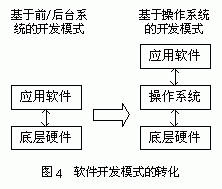 基于前/后台系
统的开发模式
基于操作系统
的开发模式
应用软件
应用软件
操作系统
底层硬件
底层硬件
图4 软件开发模式的转化